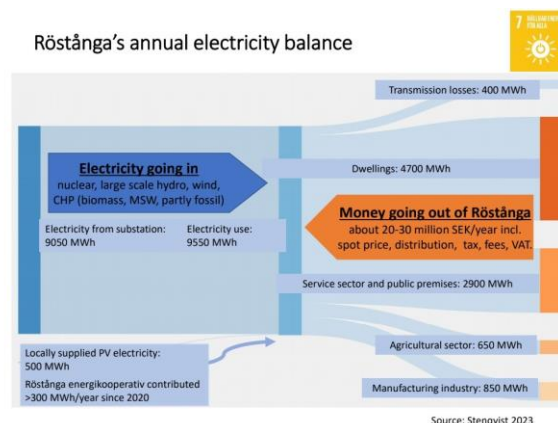 Röstånga's annual electricity balance
7
FÖR ALLA
Transmission losses: 400 MWh
Electricity going in
nuclear, large scale hydro, wind,
CHP (biomass, MSW, partly fossil)
Dwellings: 4700 MWh
Money going out of Röstånga
about 20-30 million SEK/year incl.
spot price, distribution, tax, fees, VAT.
Electricity from substation:
9050 MWh
Electricity use:
9550 MWh
Service sector and public premises: 2900 MWh
Locally supplied PV electricity:
500 MWh
Röstånga energikooperativ contributed
>300 MWh/year since 2020
Agricultural sector: 650 MWh
Manufacturing industry: 850 MWh
Source: Stenqvist 2023